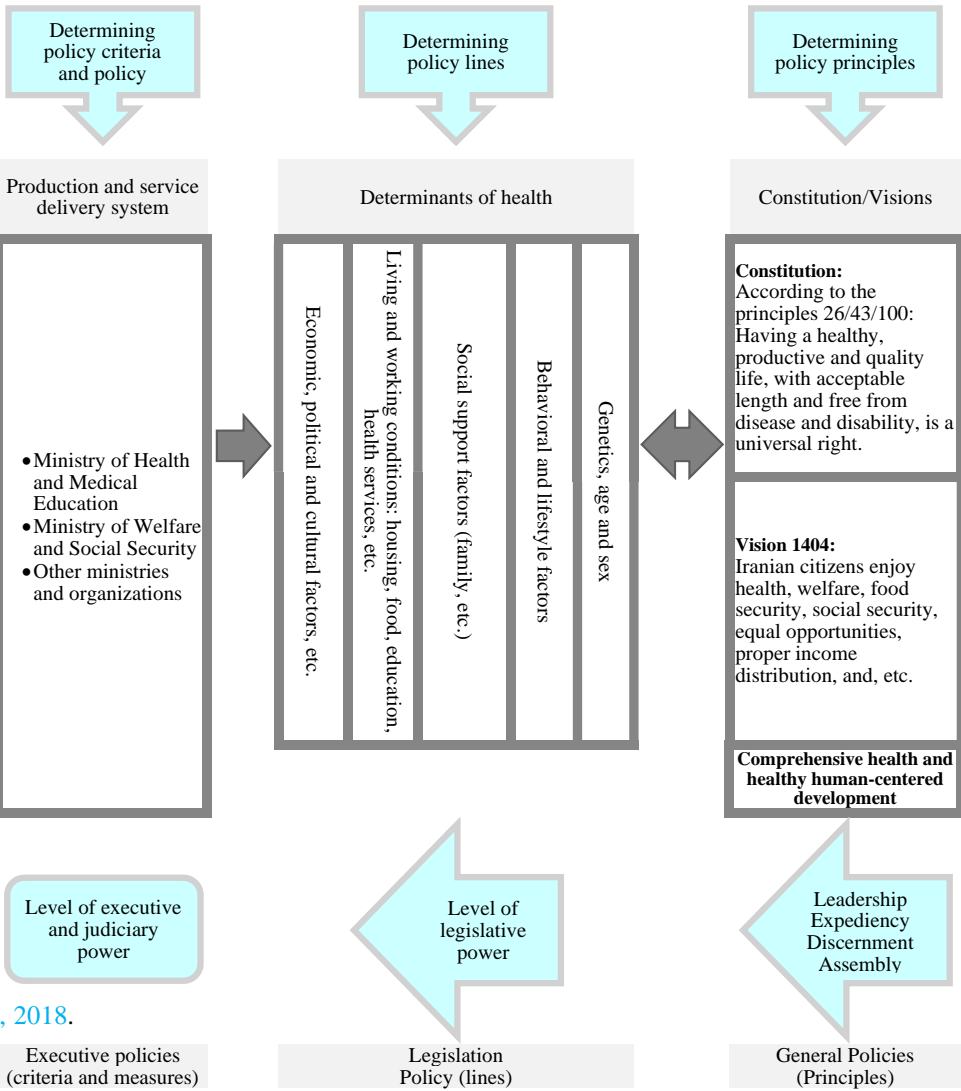 Determining
policy criteria
and policy
Determining
policy lines
Determining
policy principles
Production and service
delivery system
Determinants of health
Constitution/Visions
•Ministry of Health
and Medical
Education
•Ministry of Welfare
and Social Security
•Other ministries
and organizations
Economic, political and cultural factors, etc.
Living and working conditions: housing, food, education,
health services, etc.
Social support factors (family, etc.)
Behavioral and lifestyle factors
Genetics, age and sex
Constitution:
According to the
principles 26/43/100:
Having a healthy,
productive and quality
life, with acceptable
length and free from
disease and disability, is a
universal right.
Vision 1404:
Iranian citizens enjoy
health, welfare, food
security, social security,
equal opportunities,
proper income
distribution, and, etc.
Comprehensive health and
healthy human-centered
development
Level of executive
and judiciary
power
Level of
legislative
power
Leadership
Expediency
Discernment
Assembly
, 2018.
Executive policies
(criteria and measures)
Legislation
Policy (lines)
General Policies
(Principles)